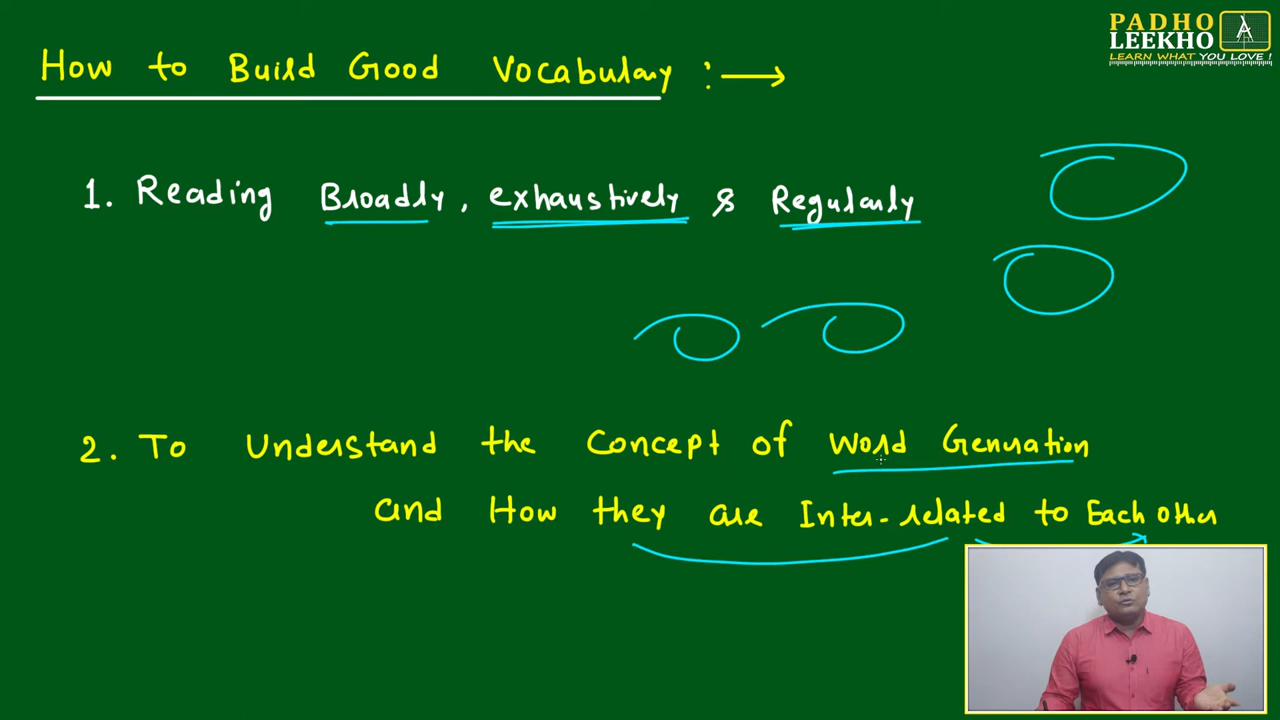 PADHO
LEEKHO
LEARN WHAT YOU LOVE !
How to Build Good Vocabulary :→
1. Reading Broadly, exhaustively & Regularly
2. To Understand the Concept of Word Genration
and How they are Inter-related to Each other